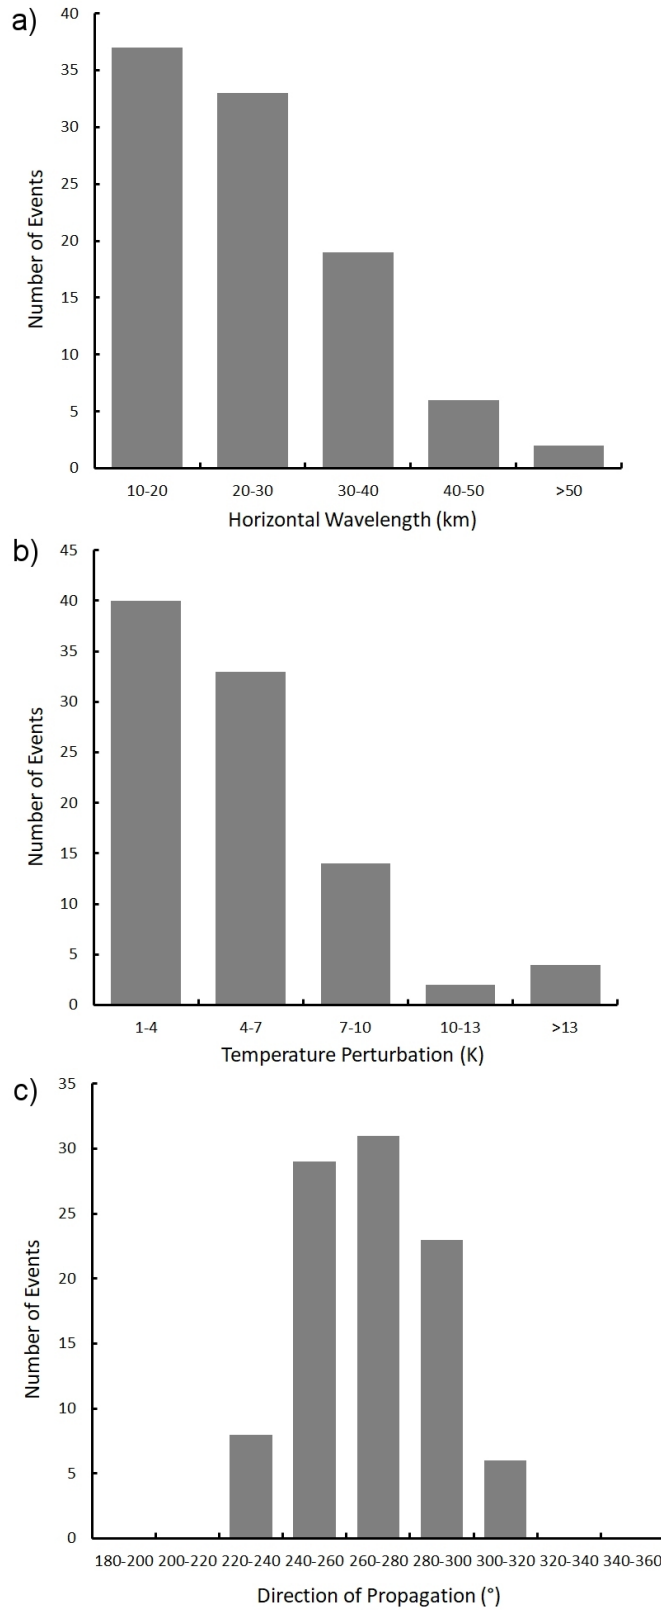 a)
40
35
30
25
20
15
10
5
0
Number of Events
10-20 20-30 30-40 40-50 >50
Horizontal Wavelength (km)
b)
45
40
35
30
25
20
15
10
5
0
Number of Events
1-4 4-7 7-10 10-13 >13
Temperature Perturbation (K)
c)
35
30
25
20
15
10
5
0
Number of Events
180-200 200-220 220-240 240-260 260-280 280-300 300-320 320-340 340-360
Direction of Propagation (°)